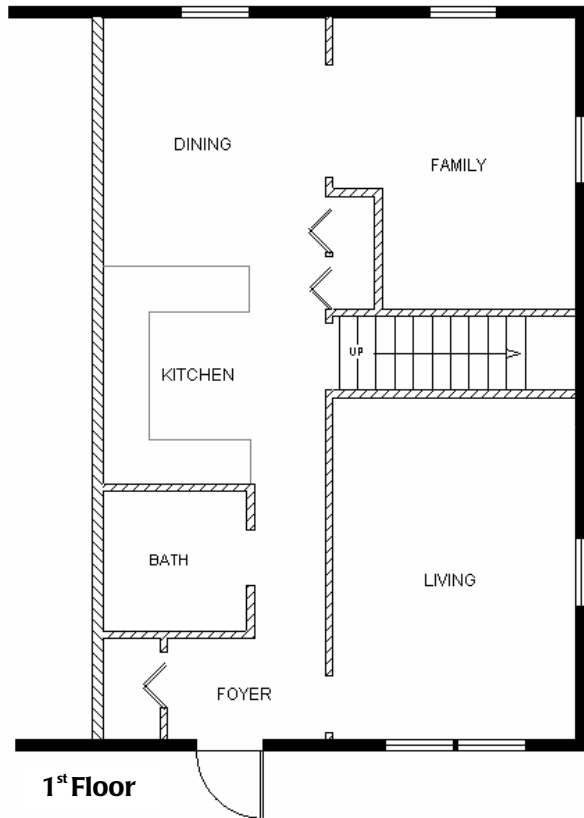 DINING
FAMILY
UP
KITCHEN
BATH
LIVING
FOYER
1st Floor